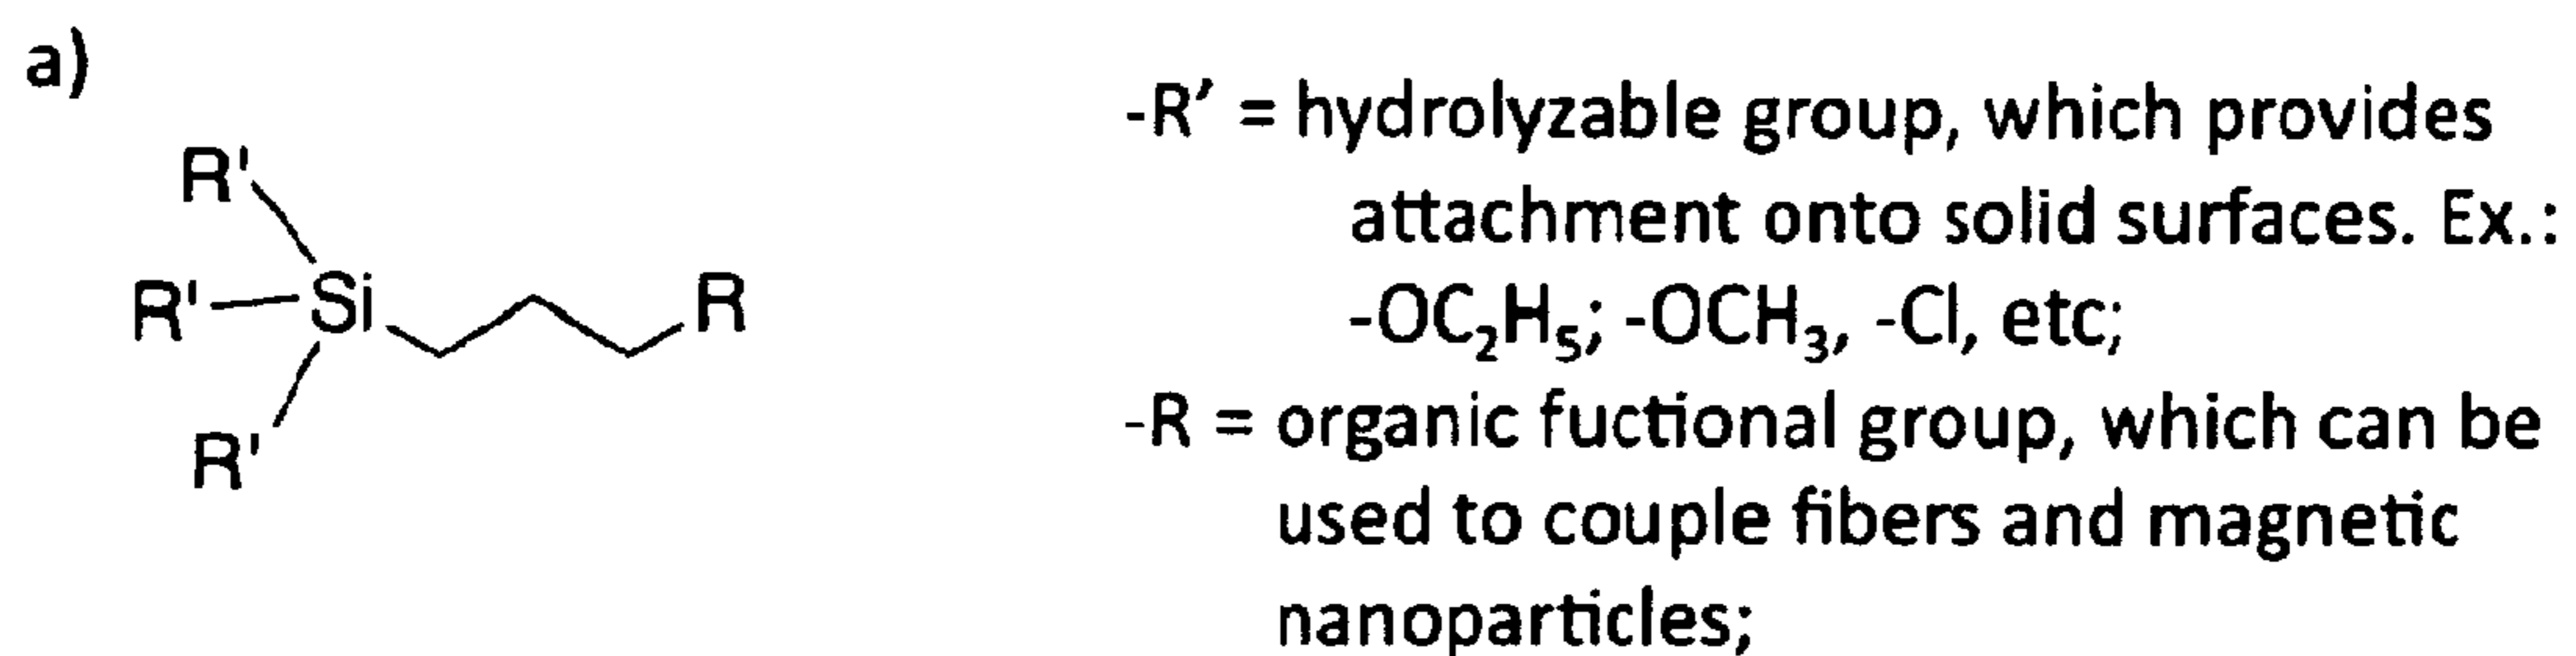 a)
R'
R'
Si
R
R'
-R' = hydrolyzable group, which provides
attachment onto solid surfaces. Ex.:
-OC₂H₅; -OCH₃, -Cl, etc;
-R = organic fuctional group, which can be
used to couple fibers and magnetic
nanoparticles;